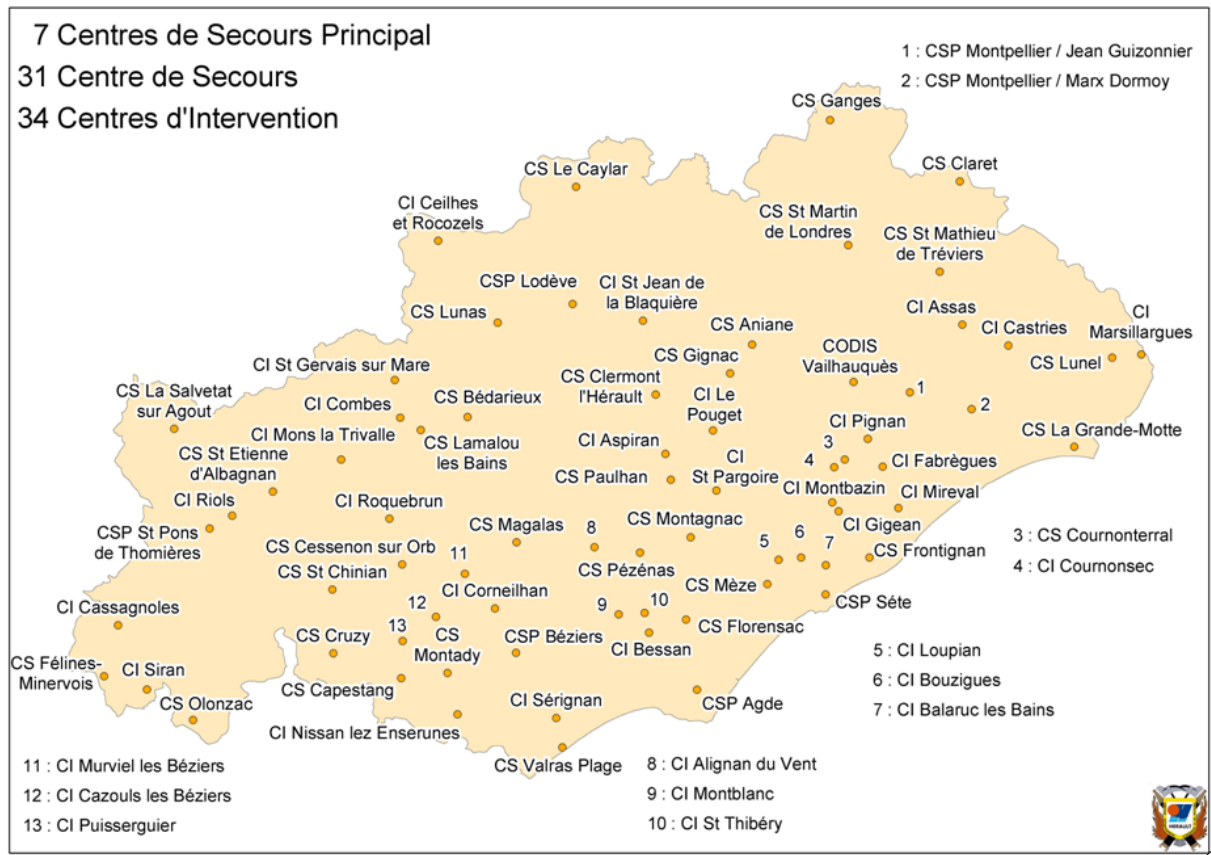 7 Centres de Secours Principal
31 Centre de Secours
34 Centres d'Intervention
1 : CSP Montpellier / Jean Guizonnier
2 : CSP Montpellier / Marx Dormoy
CS Ganges
CS Le Caylar
CS Claret
CI Ceilhes
et Rocozels
CS St Martin
de Londres
CS St Mathieu
de Tréviers
CSP Lodève
CI St Jean de
la Blaquière
CS Lunas
CI Assas
CI
Marsillargues
CS Aniane
CI Castries
CODIS
Vailhauquès
CS Lunel
CI St Gervais sur Mare
CS Gignac
CS La Salvetat
sur Agout
CS Clermont
l'Hérault
CI Combes
CS Bédarieux
CI Le
Pouget
1
2
CI Mons la Trivalle
CS Lamalou
les Bains
CI Aspiran
CI Pignan
3
CS La Grande-Motte
CS St Etienne
d'Albagnan
CI
St Pargoire
4
CI Fabrègues
CS Paulhan
CI Riols
CI Roquebrun
CI Montbazin
CI Mireval
CSP St Pons
de Thomières
CS Magalas
8
CS Montagnac
CI Gigean
3 : CS Cournonterral
CS Cessenon sur Orb
11
5
6
7
CS Frontignan
4 : CI Cournonsec
CS St Chinian
CS Pézénas
CI Corneilhan
CS Mèze
CI Cassagnoles
12
9
10
CSP Séte
13
CS Cruzy
CS
Montady
CSP Béziers
CI Bessan
CS Florensac
5 : CI Loupian
CS Félines-
Minervois
CI Siran
6 : CI Bouzigues
CS Capestang
CS Olonzac
CI Sérignan
CSP Agde
7 : CI Balaruc les Bains
CI Nissan lez Enserunes
CS Valras Plage
11 : CI Murviel les Béziers
12 : CI Cazouls les Béziers
13 : CI Puisserguier
8 : CI Alignan du Vent
9 : CI Montblanc
10 : CI St Thibéry
HERAULT